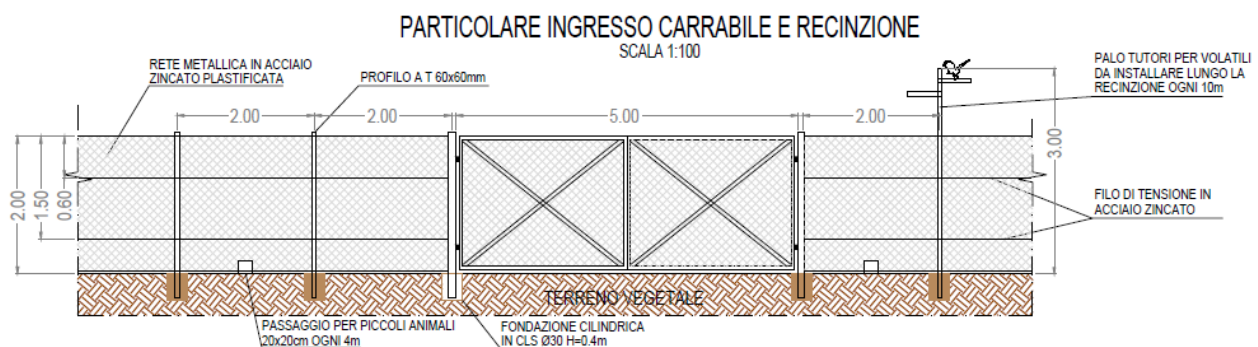 PARTICOLARE INGRESSO CARRABILE E RECINZIONE
SCALA 1:100
RETE METALLICA IN ACCIAIO
ZINCATO PLASTIFICATA
PROFILO A T 60x60mm
PALO TUTORI PER VOLATILI
DA INSTALLARE LUNGO LA
RECINZIONE OGNI 10m
2.00
2.00
5.00
2.00
3.00
2.00
1.50
0.60
FILO DI TENSIONE IN
ACCIAIO ZINCATO
TERRENO VEGETALE
PASSAGGIO PER PICCOLI ANIMALI
20x20cm OGNI 4m
FONDAZIONE CILINDRICA
IN CLS Ø30 H=0.4m